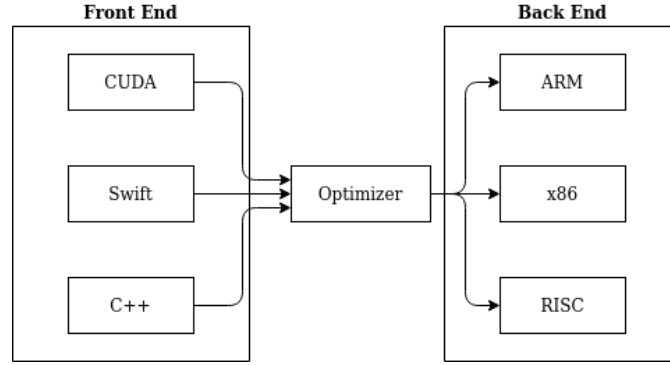 Front End
Back End
CUDA
ARM
Swift
Optimizer
x86
C++
RISC